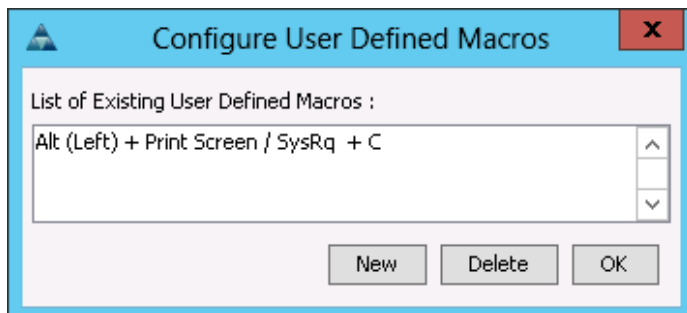 Configure User Defined Macros
x
List of Existing User Defined Macros :
Alt (Left) + Print Screen / SysRq + C
New Delete OK